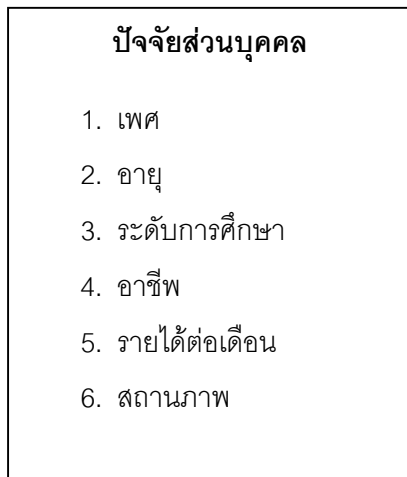 ปัจจัยส่วนบุคคล
1. เพศ
2. อายุ
3. ระดับการศึกษา
4. อาชีพ
5. รายได้ต่อเดือน
6. สถานภาพ